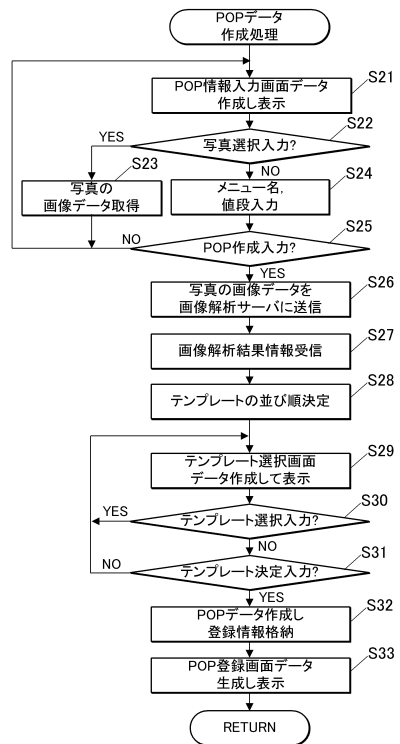 POPデータ
作成処理
S21
POP情報入力画面データ
作成し表示
S22
写真選択入力?
YES
NO
S23
写真の
画像データ取得
S24
メニュー名,
値段入力
S25
POP作成入力?
NO
YES
S26
写真の画像データを
画像解析サーバに送信
S27
画像解析結果情報受信
S28
テンプレートの並び順決定
S29
テンプレート選択画面
データ作成して表示
S30
テンプレート選択入力?
YES
NO
S31
テンプレート決定入力?
NO
YES
S32
POPデータ作成し
登録情報格納
S33
POP登録画面データ
生成し表示
RETURN